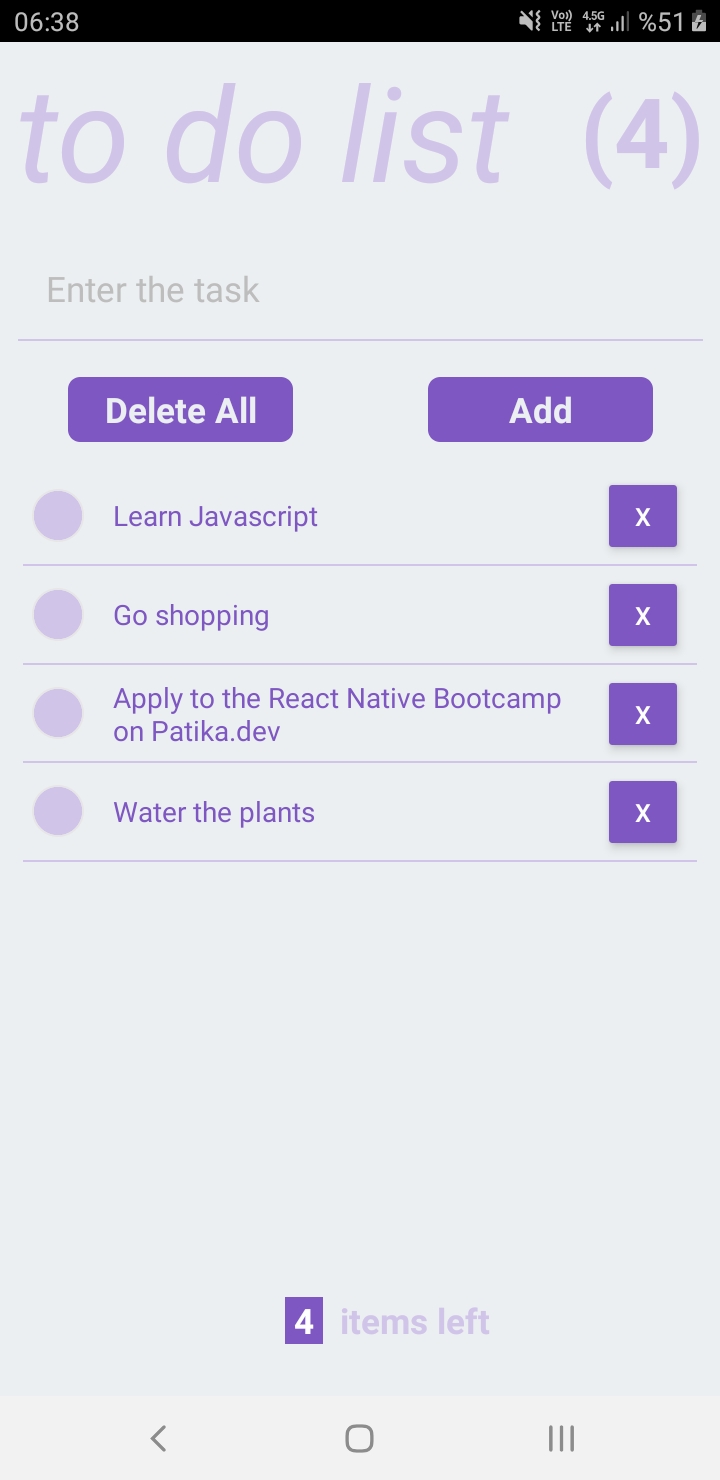 06:38 Vo)) LTE 4.5G %51
to do list (4)
Enter the task
Delete All Add
Learn Javascript X
Go shopping X
Apply to the React Native Bootcamp
on Patika.dev X
Water the plants X
4 items left